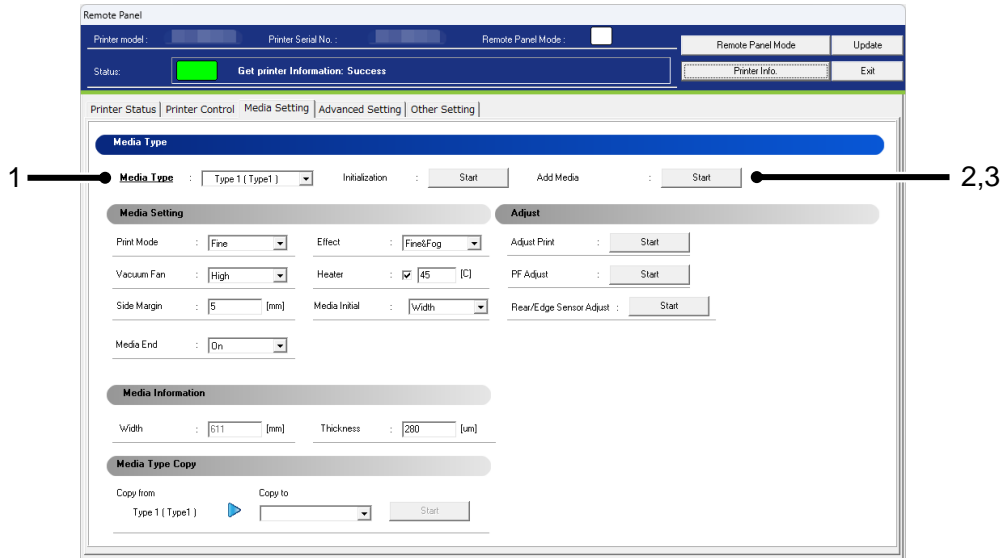 Remote Panel
Printer model : Printer Serial No. : Remote Panel Mode : Remote Panel Mode Update
Status: Get printer Information: Success Printer Info. Exit
Printer Status Printer Control Media Setting Advanced Setting Other Setting
Media Type
1 Media Type : Type 1 ( Type1 ) Initialization : Start Add Media : Start 2,3
Media Setting Adjust
Print Mode : Fine Effect : Fine&Fog Adjust Print : Start
Vacuum Fan : High Heater : 45 [C] PF Adjust : Start
Side Margin : 5 [mm] Media Initial : Width Rear/Edge Sensor Adjust : Start
Media End : On
Media Information
Width : 611 [mm] Thickness : 280 [um]
Media Type Copy
Copy from Copy to
Type 1 ( Type1 ) Start